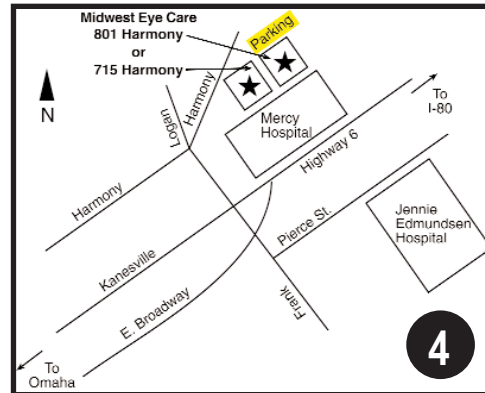 Midwest Eye Care
801 Harmony
or
715 Harmony
Parking
N
Logan
Harmony
Mercy
Hospital
To
I-80
Highway 6
Harmony
Pierce St.
Jennie
Edmundsen
Hospital
Kanesville
E. Broadway
Frank
To
Omaha
4